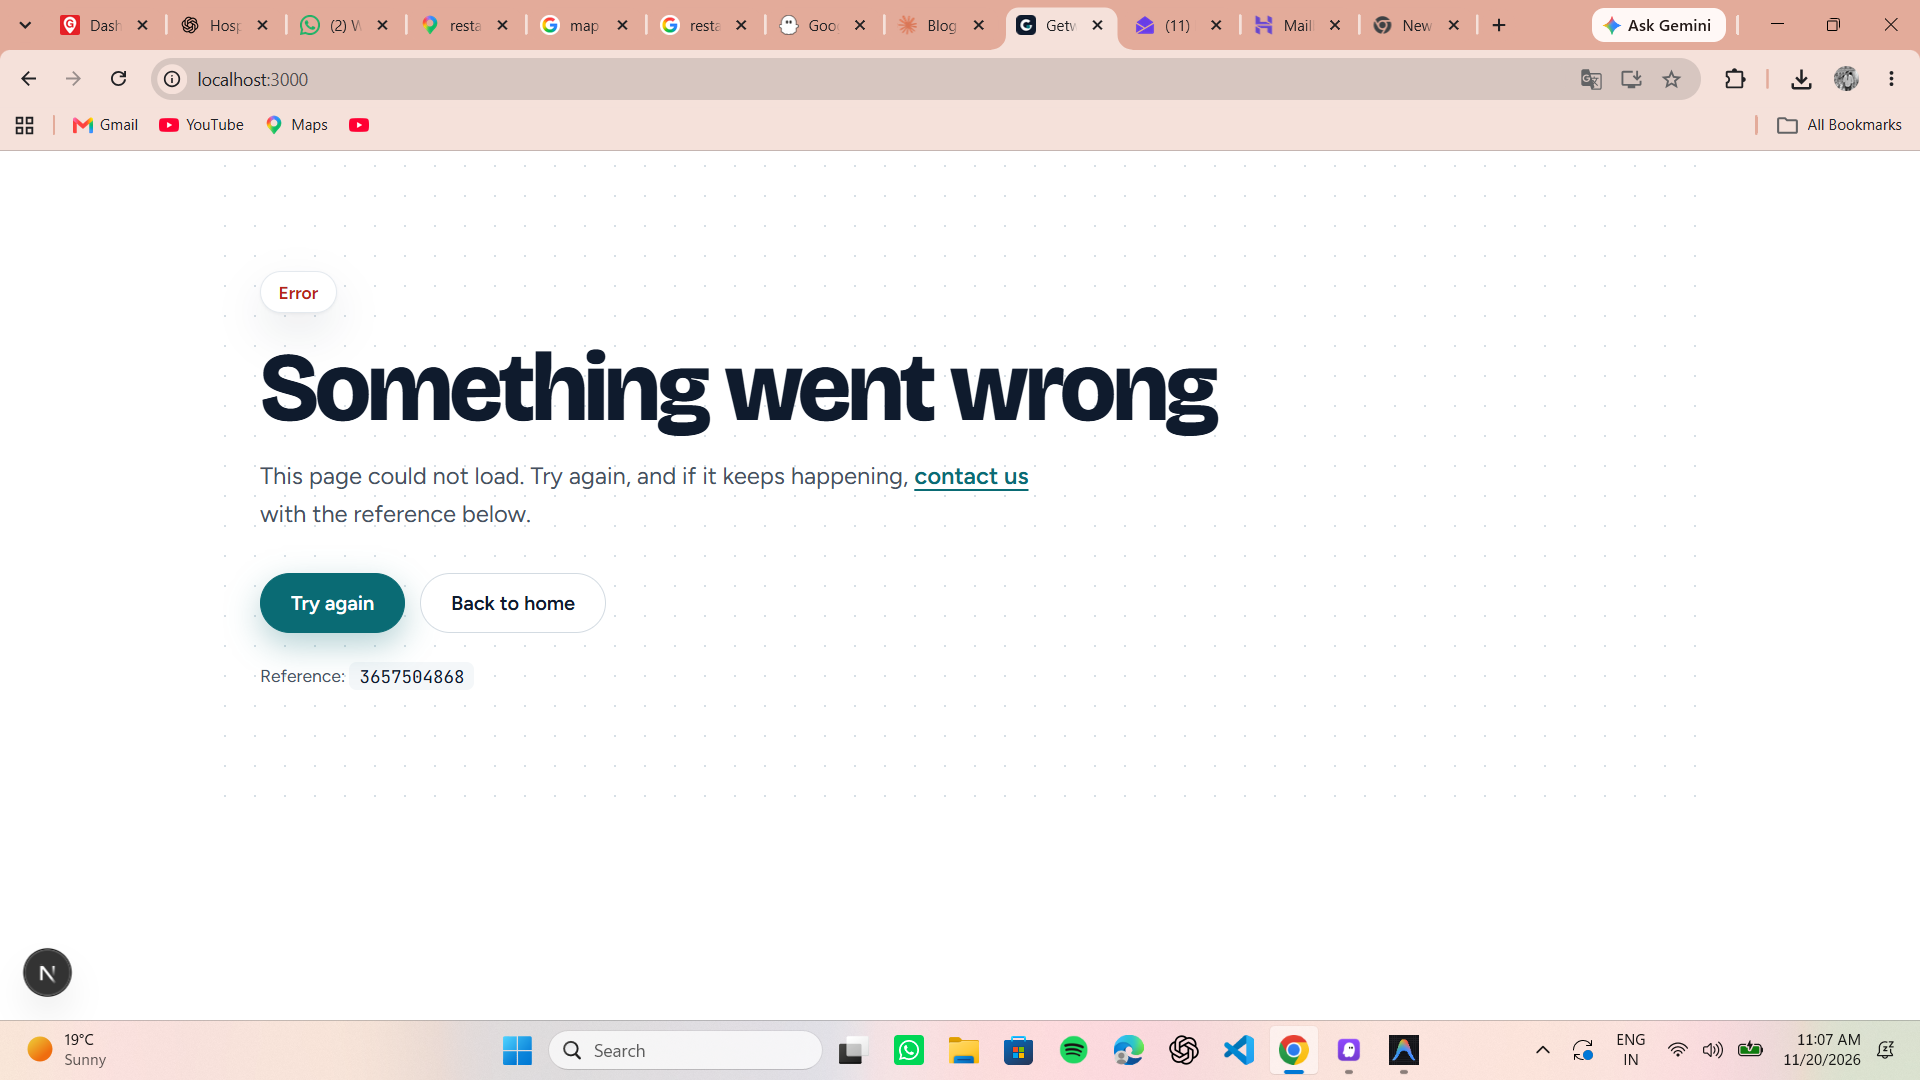 Dash
Hosp
(2) W
resta
map
resta
Goo
Blog
Getw
(11)
Mail
New
Ask Gemini
localhost:3000
Gmail
YouTube
Maps
All Bookmarks
Error
Something went wrong
This page could not load. Try again, and if it keeps happening, contact us
with the reference below.
Try again
Back to home
Reference: 3657504868
N
19°C
Sunny
Search
ENG
IN
11:07 AM
11/20/2026